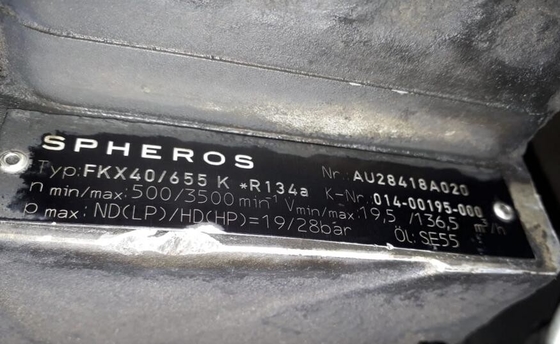 SPHEROS
Typ: FKX40/655 K *R134a Nr.: AU28418A020
n min/max: 500/3500 min⁻¹ K-Nr. 014-00195-000
V min/max: 19,5 /136,5 m³/h
p max: ND(LP)/HD(HP)=19/28bar ÖL: SE55